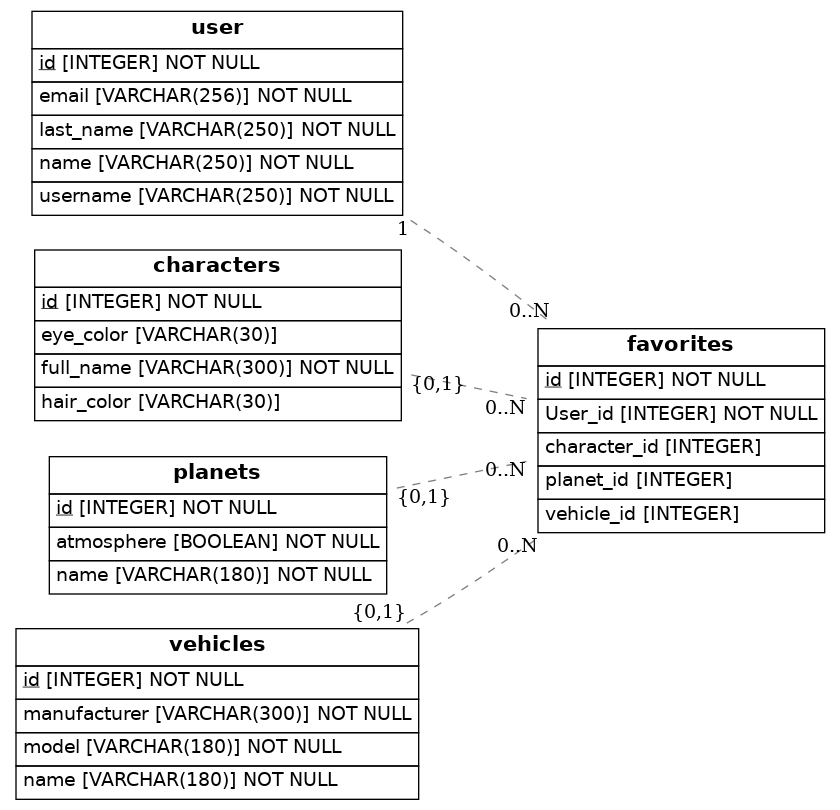 user
id [INTEGER] NOT NULL
email [VARCHAR(256)] NOT NULL
last_name [VARCHAR(250)] NOT NULL
name [VARCHAR(250)] NOT NULL
username [VARCHAR(250)] NOT NULL
1
characters
id [INTEGER] NOT NULL
eye_color [VARCHAR(30)]
full_name [VARCHAR(300)] NOT NULL
hair_color [VARCHAR(30)]
{0,1}
planets
id [INTEGER] NOT NULL
atmosphere [BOOLEAN] NOT NULL
name [VARCHAR(180)] NOT NULL
{0,1}
{0,1}
vehicles
id [INTEGER] NOT NULL
manufacturer [VARCHAR(300)] NOT NULL
model [VARCHAR(180)] NOT NULL
name [VARCHAR(180)] NOT NULL
0..N
0..N
0..N
0..N
favorites
id [INTEGER] NOT NULL
User_id [INTEGER] NOT NULL
character_id [INTEGER]
planet_id [INTEGER]
vehicle_id [INTEGER]